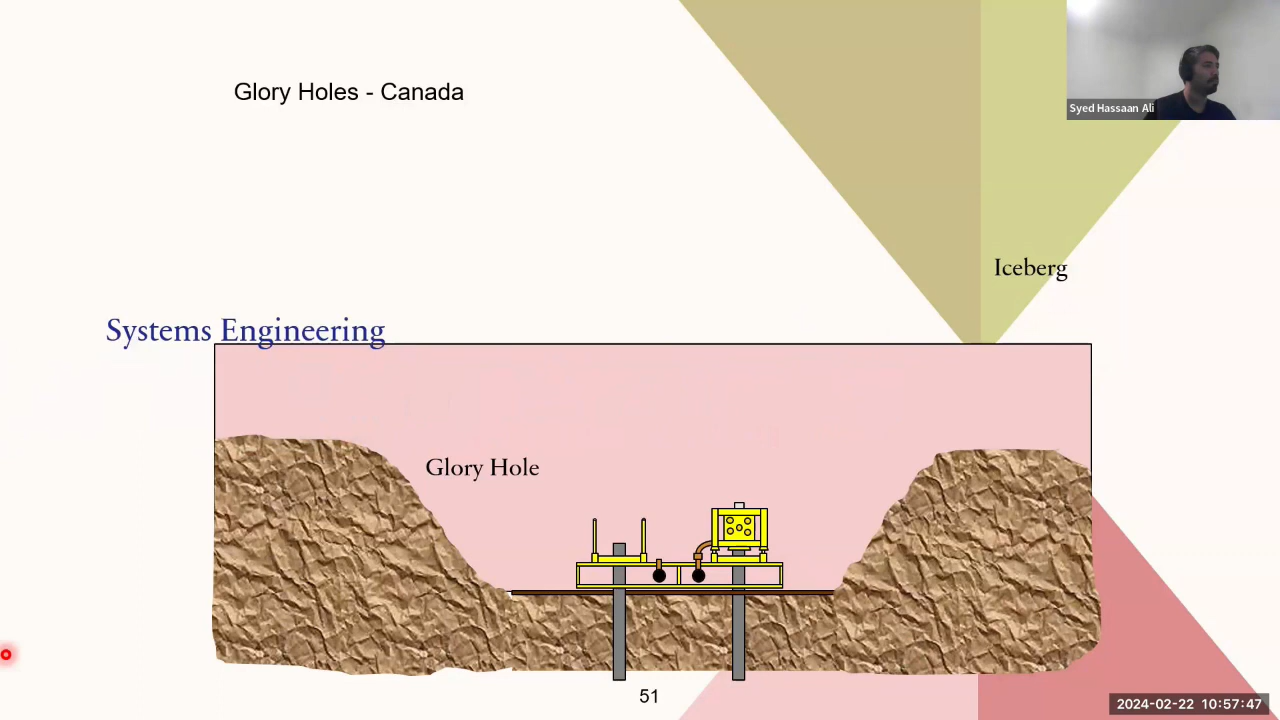 Glory Holes - Canada
Syed Hassaan Ali
Iceberg
Systems Engineering
Glory Hole
51
2024-02-22 10:57:47